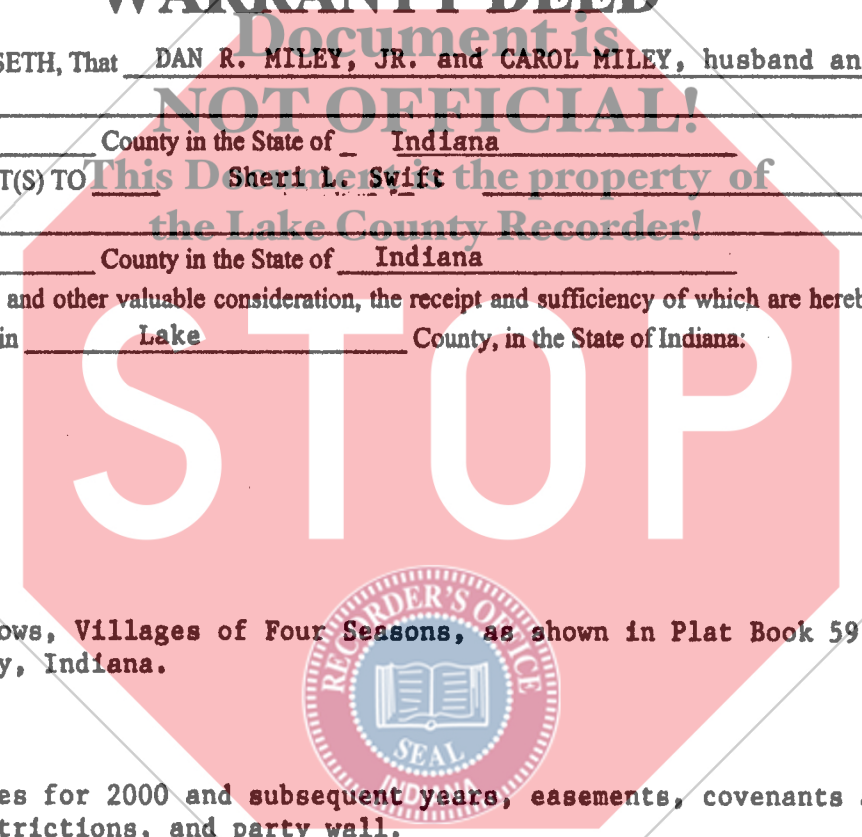 WARRANTY DEED
Document is
SETH, That DAN R. MILEY, JR. and CAROL MILEY, husband an
NOT OFFICIAL!
County in the State of Indiana
T(S) TO Sheri L. Swift
This Document is the property of
the Lake County Recorder!
County in the State of Indiana
and other valuable consideration, the receipt and sufficiency of which are hereb
in Lake County, in the State of Indiana:
STOP
ows, Villages of Four Seasons, as shown in Plat Book 59
y, Indiana.
RECORDER'S OFFICE
SEAL
INDIANA
es for 2000 and subsequent years, easements, covenants
trictions, and party wall.